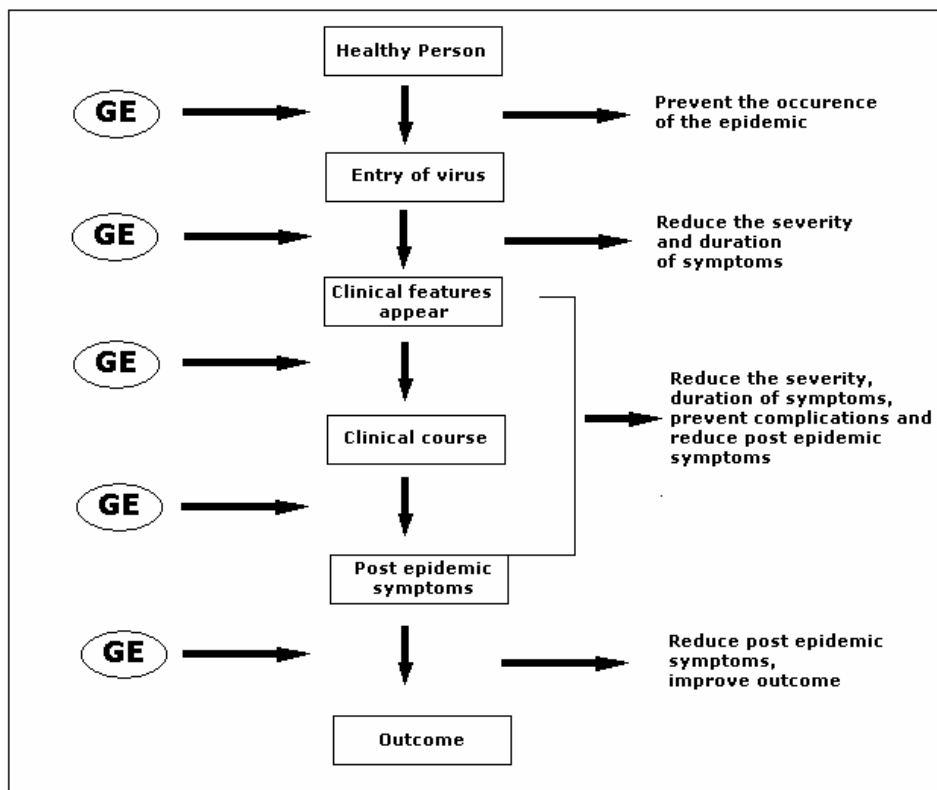 Healthy Person
GE
Prevent the occurence
of the epidemic
Entry of virus
GE
Reduce the severity
and duration
of symptoms
Clinical features
appear
GE
Reduce the severity,
duration of symptoms,
prevent complications and
reduce post epidemic
symptoms
Clinical course
GE
Post epidemic
symptoms
GE
Reduce post epidemic
symptoms,
improve outcome
Outcome